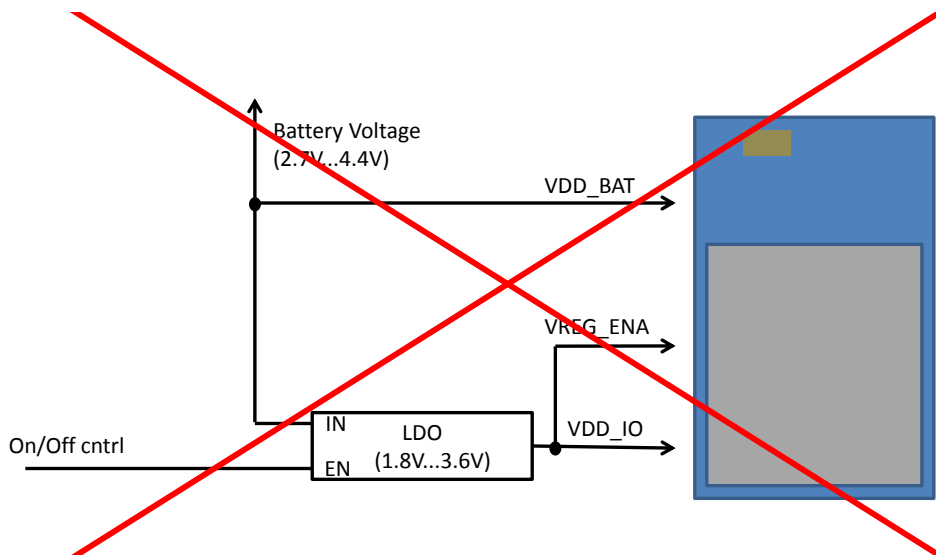 Battery Voltage
(2.7V...4.4V)
VDD_BAT
VREG_ENA
VDD_IO
IN
LDO
(1.8V...3.6V)
EN
On/Off cntrl